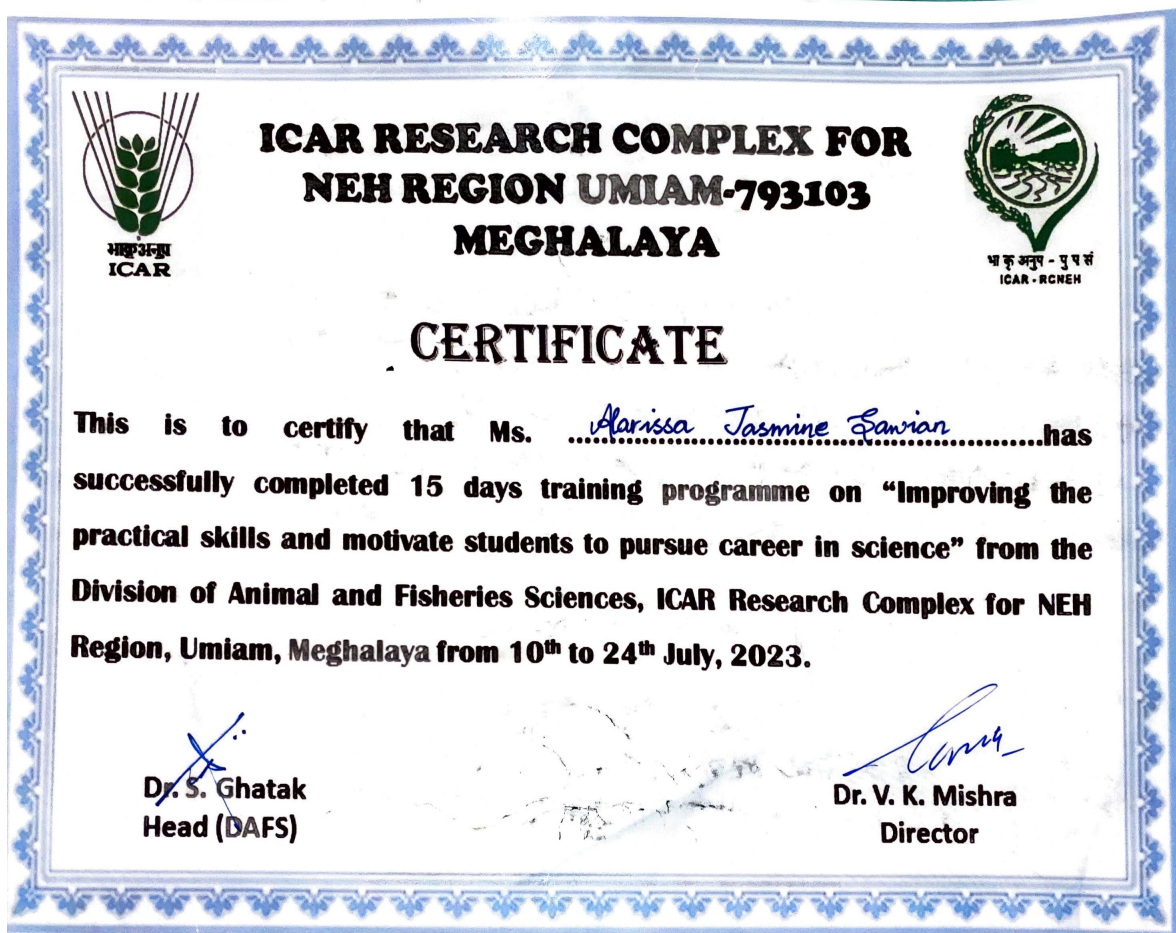 ICAR RESEARCH COMPLEX FOR
NEH REGION UMIAM-793103
MEGHALAYA
भाकृअनुप
ICAR
भा कृ अनुप - पु प सं
ICAR - RCNEH
CERTIFICATE
This is to certify that Ms. Alarissa Jasmine Sawian has
successfully completed 15 days training programme on “Improving the
practical skills and motivate students to pursue career in science” from the
Division of Animal and Fisheries Sciences, ICAR Research Complex for NEH
Region, Umiam, Meghalaya from 10th to 24th July, 2023.
Dr. S. Ghatak
Head (DAFS)
Dr. V. K. Mishra
Director